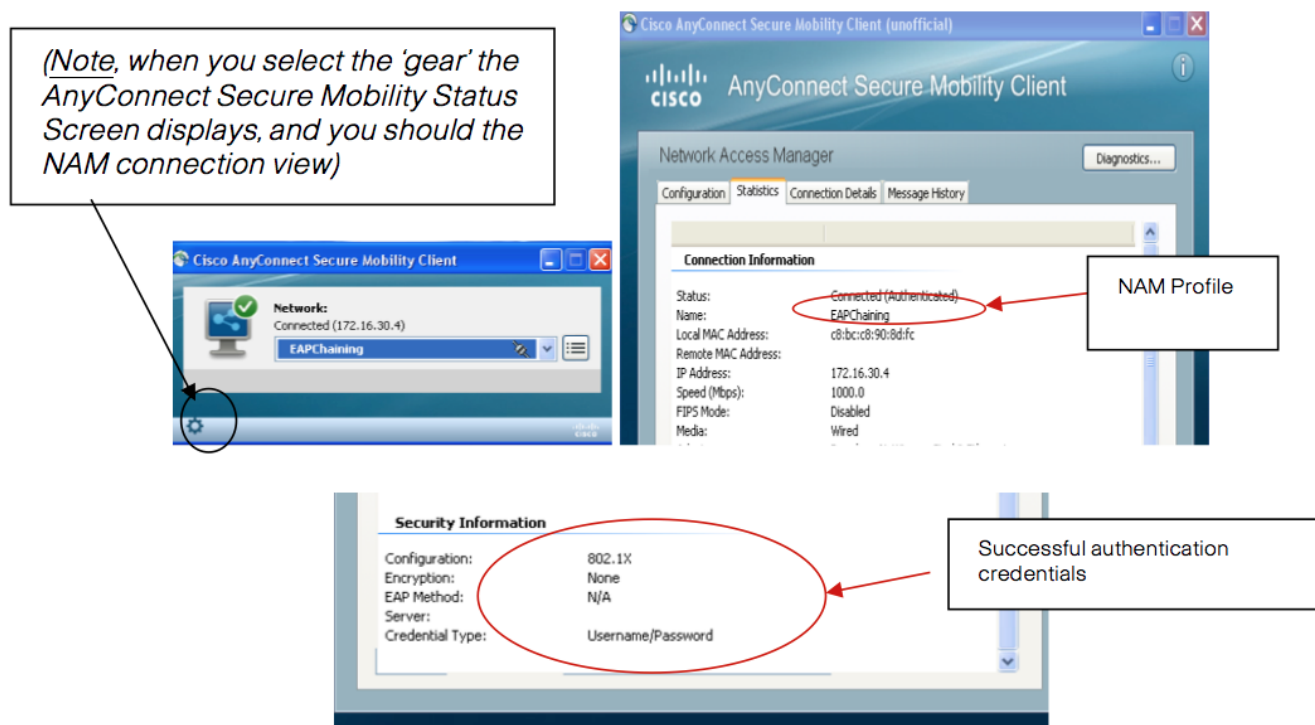 (Note, when you select the ‘gear’ the
AnyConnect Secure Mobility Status
Screen displays, and you should the
NAM connection view)
Cisco AnyConnect Secure Mobility Client
Network:
Connected (172.16.30.4)
EAPChaining
CISCO
Cisco AnyConnect Secure Mobility Client (unofficial)
CISCO
AnyConnect Secure Mobility Client
Network Access Manager
Diagnostics...
Configuration Statistics Connection Details Message History
Connection Information
Status: Connected (Authenticated)
Name: EAPChaining
Local MAC Address: c8:bc:c8:90:8d:fc
Remote MAC Address:
IP Address: 172.16.30.4
Speed (Mbps): 1000.0
FIPS Mode: Disabled
Media: Wired
NAM Profile
Security Information
Configuration: 802.1X
Encryption: None
EAP Method: N/A
Server:
Credential Type: Username/Password
Successful authentication
credentials